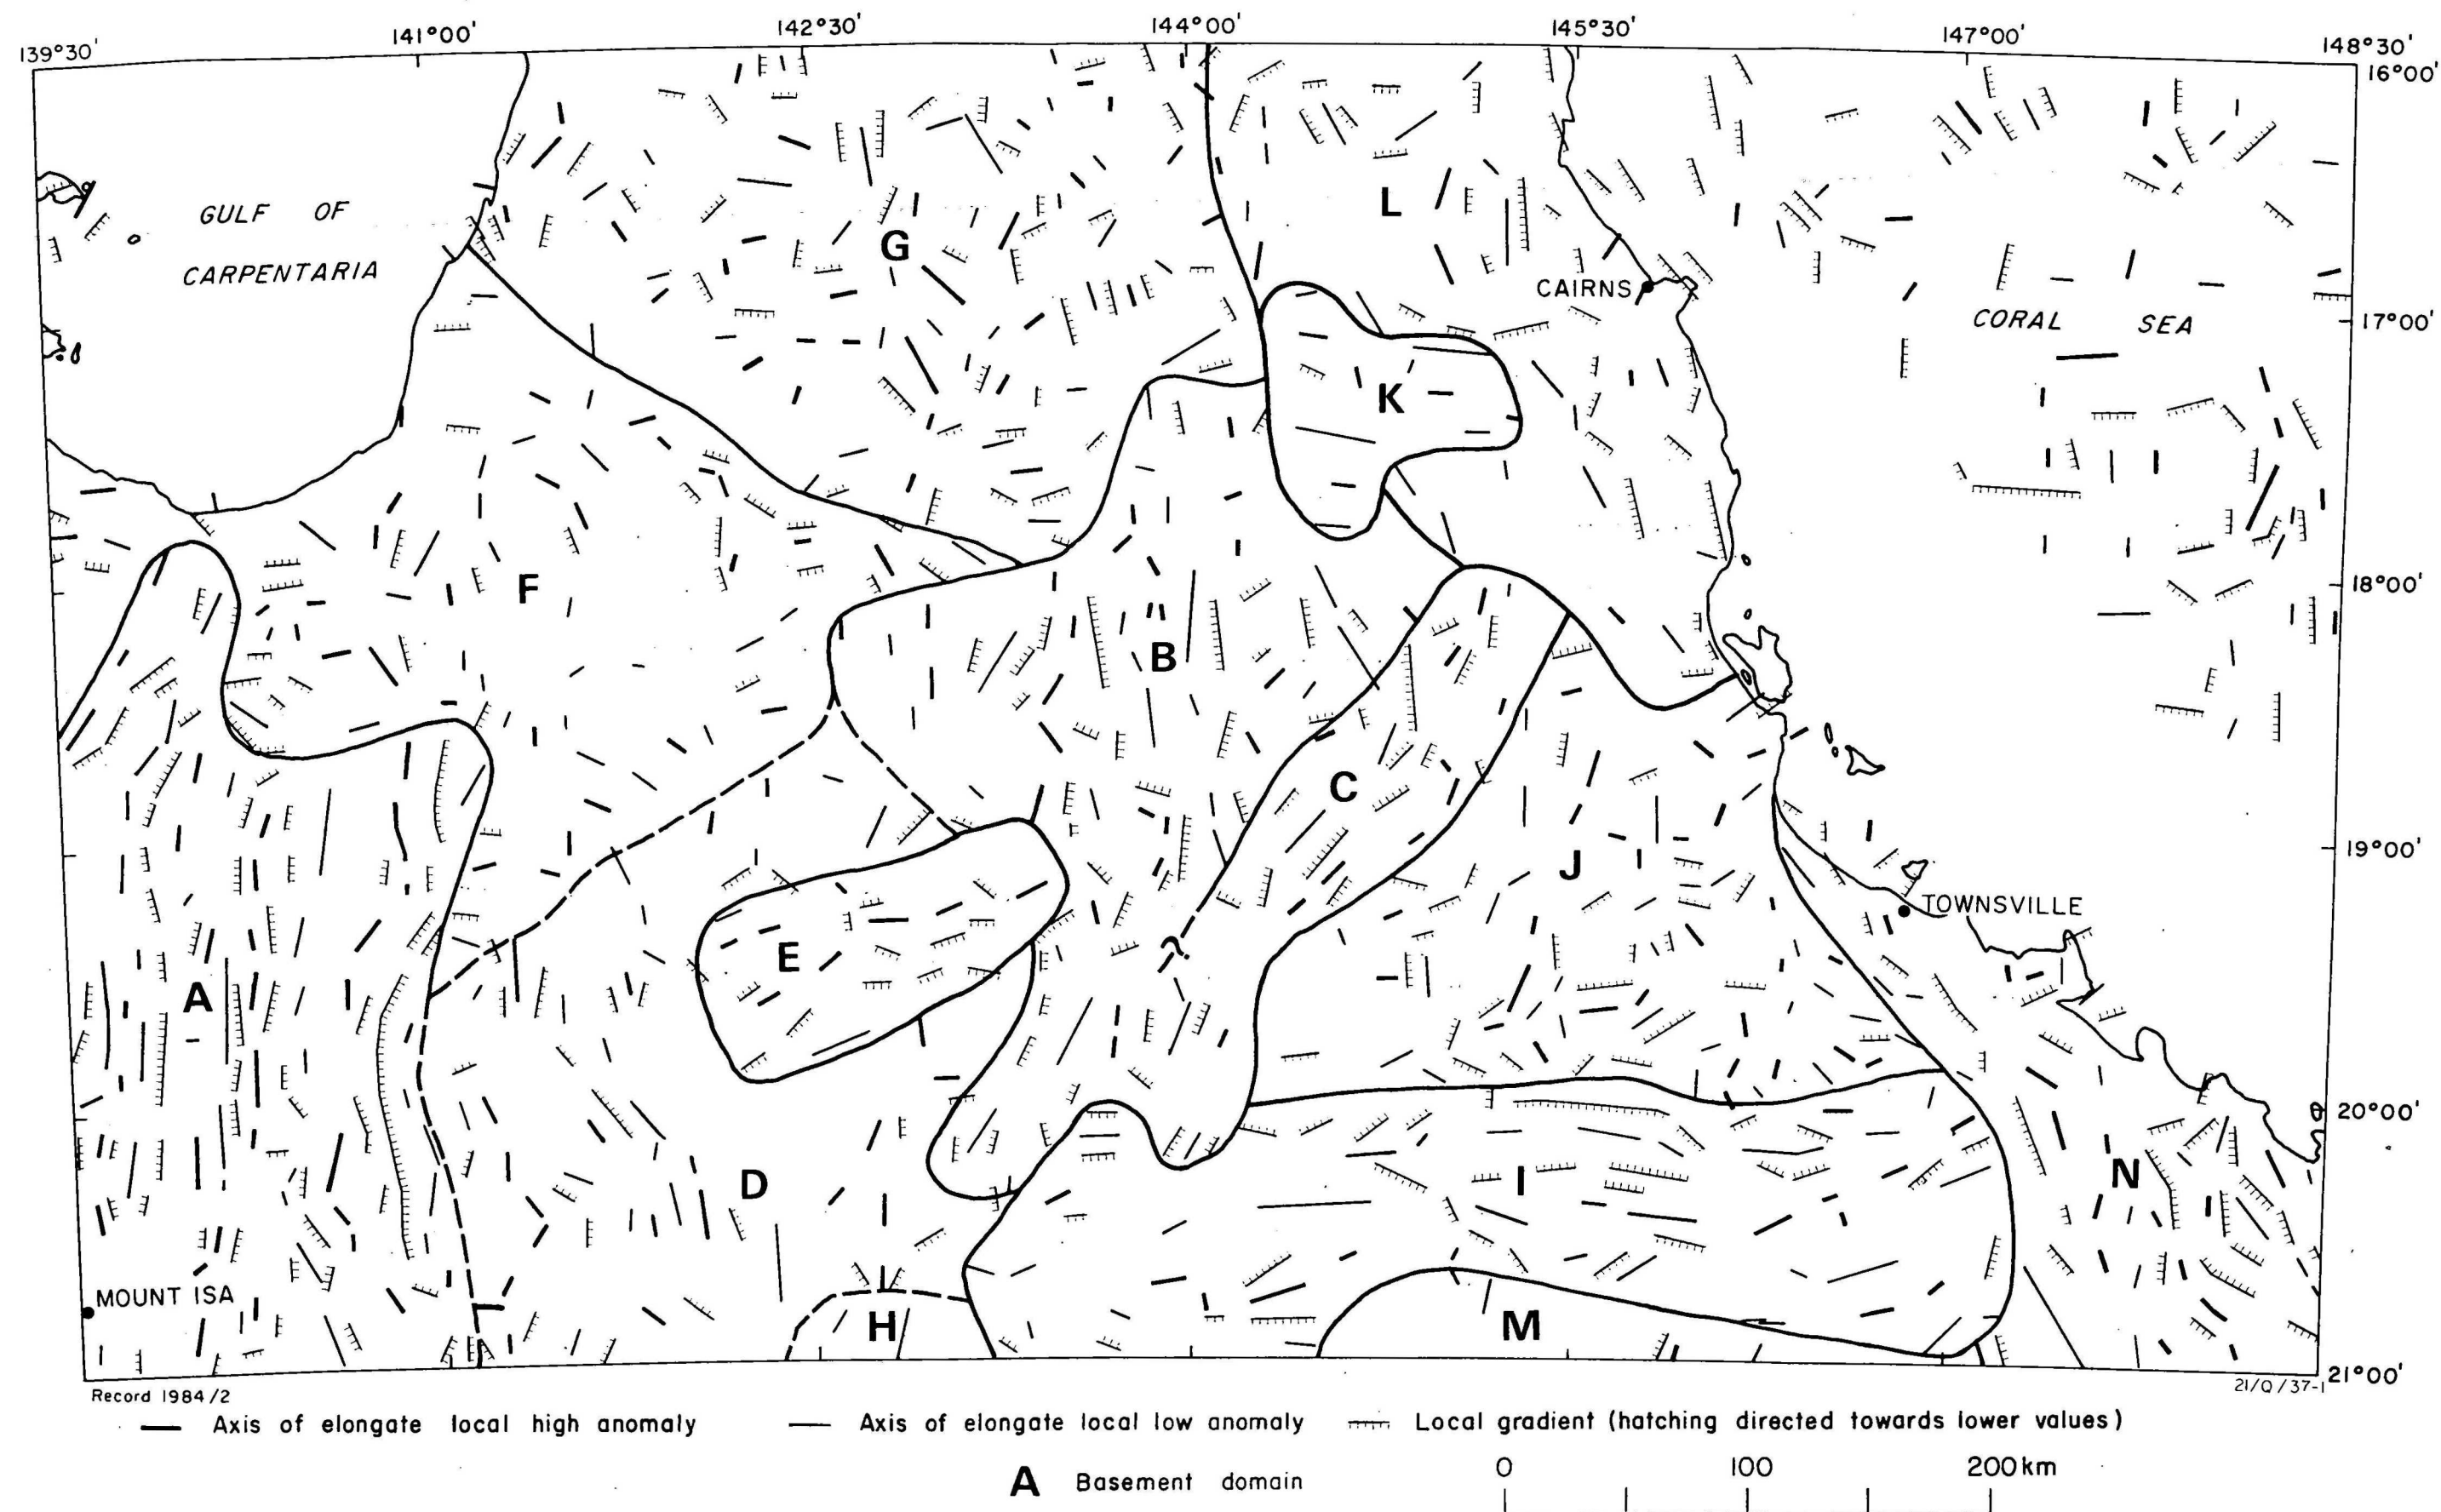 139°30' 141°00' 142°30' 144°00' 145°30' 147°00' 148°30'
16°00'
GULF OF
CARPENTARIA
G
L
CAIRNS
CORAL SEA
17°00'
K
F
18°00'
B
C
J
19°00'
TOWNSVILLE
E
?
A
20°00'
D
I
N
MOUNT ISA
H
M
21°00'
Record 1984/2
21/Q/37-1
Axis of elongate local high anomaly
Axis of elongate local low anomaly
Local gradient (hatching directed towards lower values)
A Basement domain
0 100 200 km